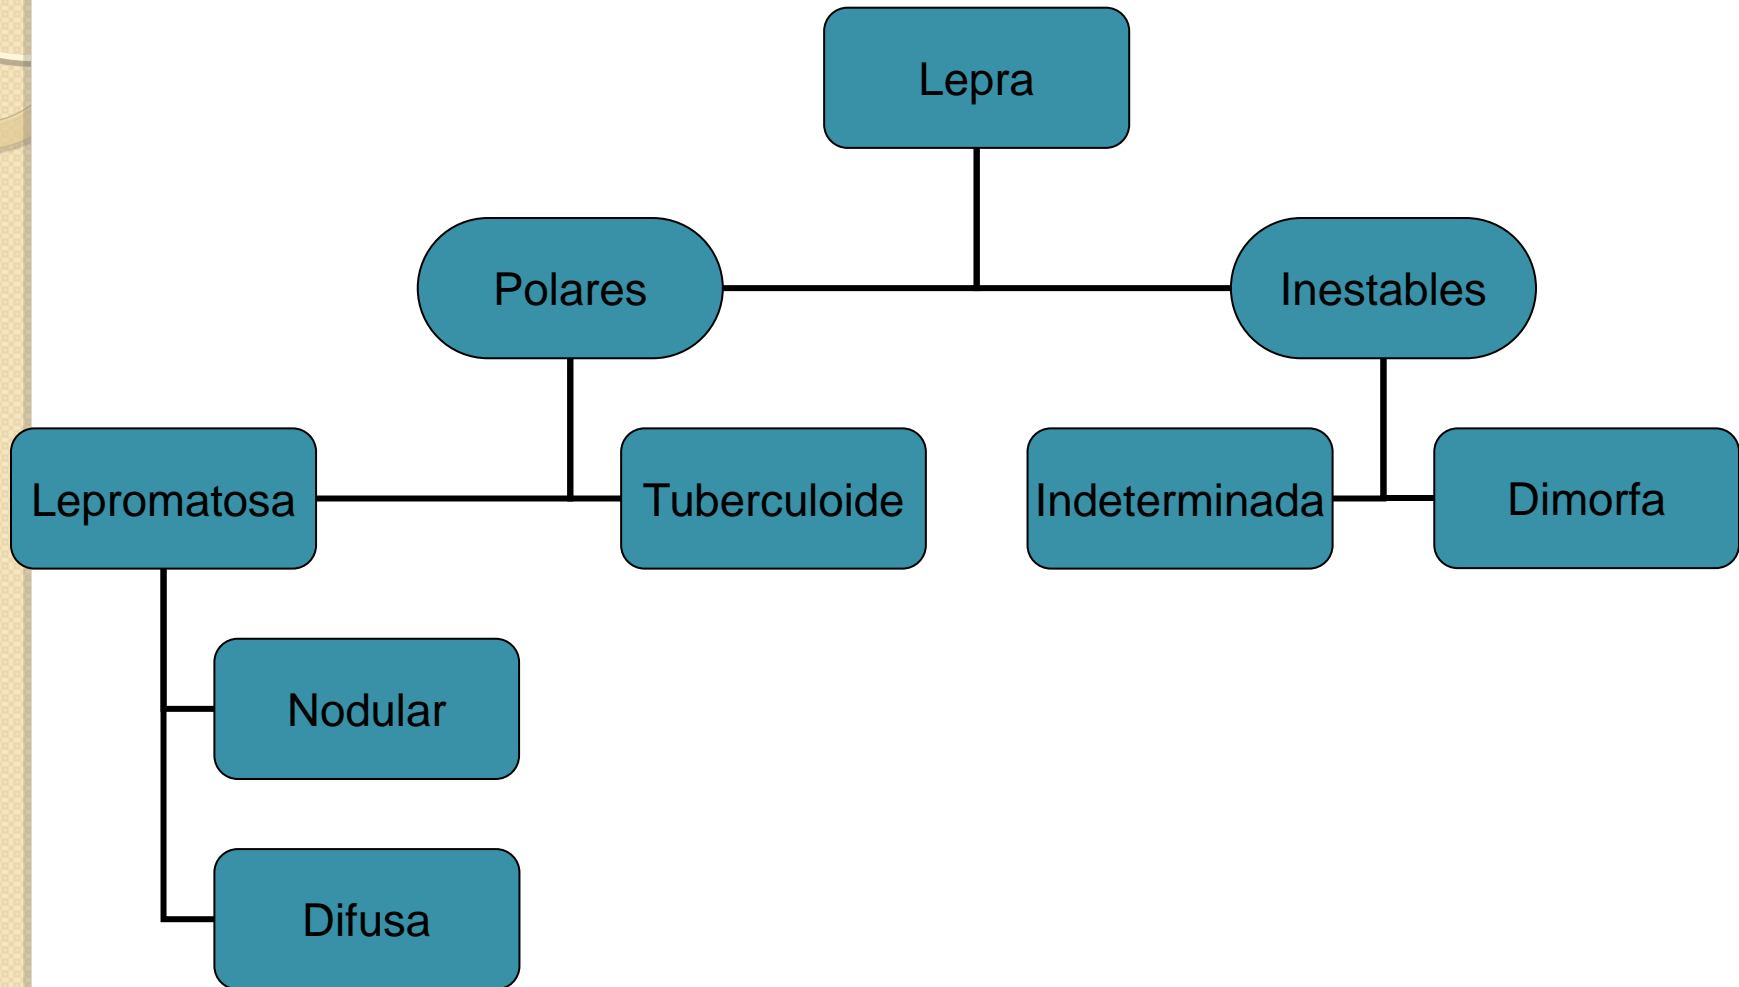 Lepra
Polares
Inestables
Lepromatosa
Tuberculoide
Indeterminada
Dimorfa
Nodular
Difusa